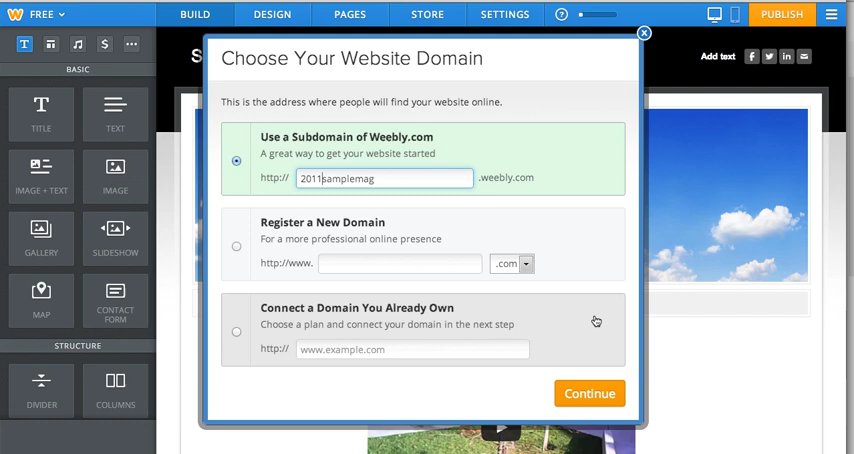 FREE
BUILD
DESIGN
PAGES
STORE
SETTINGS
?
PUBLISH
T
$
BASIC
T
TITLE
TEXT
IMAGE + TEXT
IMAGE
GALLERY
SLIDESHOW
MAP
CONTACT
FORM
STRUCTURE
DIVIDER
COLUMNS
S
Add text
Choose Your Website Domain
x
This is the address where people will find your website online.
Use a Subdomain of Weebly.com
A great way to get your website started
http:// 2011samplemag .weebly.com
Register a New Domain
For a more professional online presence
http://www. .com
Connect a Domain You Already Own
Choose a plan and connect your domain in the next step
http:// www.example.com
Continue